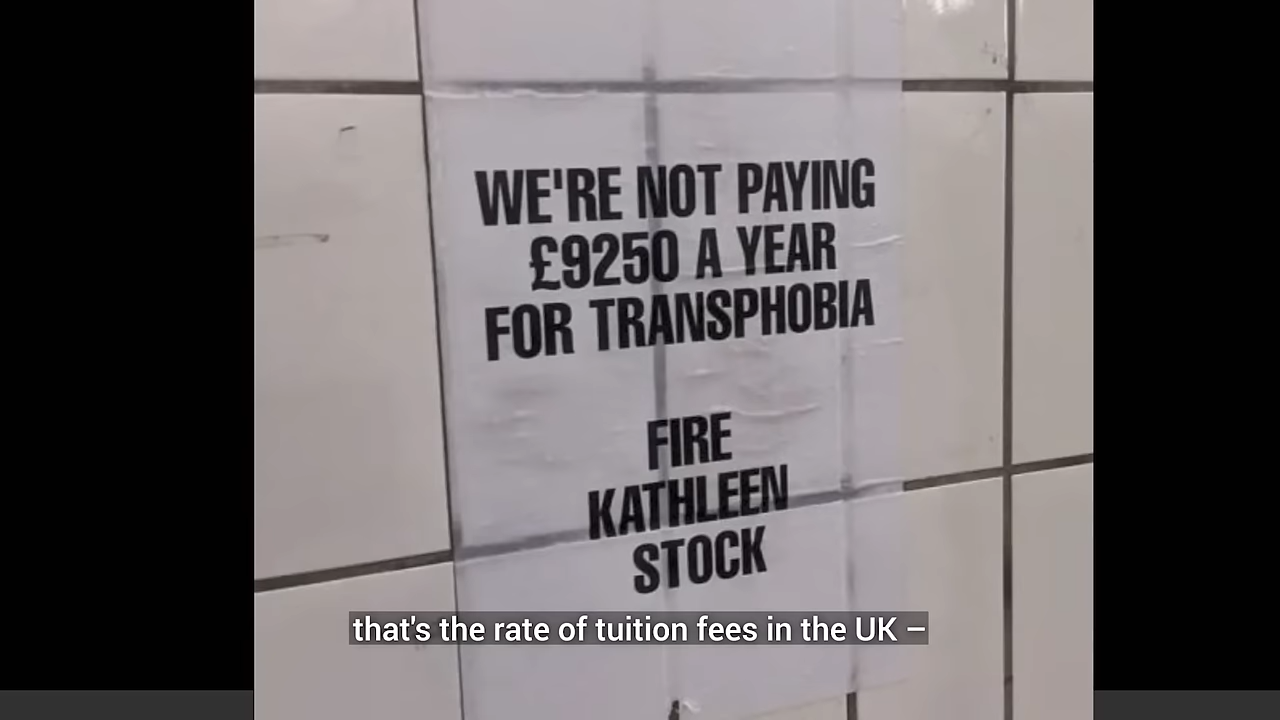 WE'RE NOT PAYING
£9250 A YEAR
FOR TRANSPHOBIA
FIRE
KATHLEEN
STOCK
that's the rate of tuition fees in the UK –